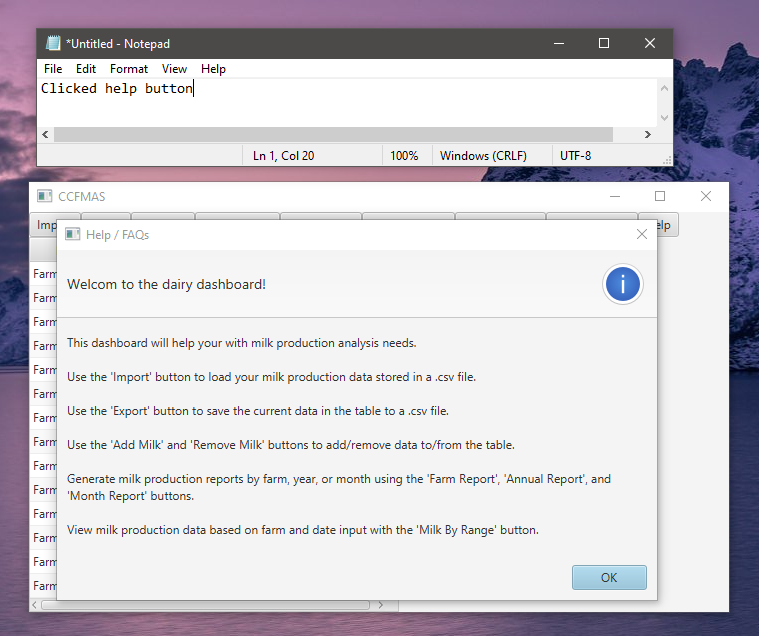 *Untitled - Notepad
File Edit Format View Help
Clicked help button
Ln 1, Col 20 100% Windows (CRLF) UTF-8
CCFMAS
Imp elp
Help / FAQs
Welcom to the dairy dashboard!
This dashboard will help your with milk production analysis needs.
Use the 'Import' button to load your milk production data stored in a .csv file.
Use the 'Export' button to save the current data in the table to a .csv file.
Use the 'Add Milk' and 'Remove Milk' buttons to add/remove data to/from the table.
Generate milk production reports by farm, year, or month using the 'Farm Report', 'Annual Report', and
'Month Report' buttons.
View milk production data based on farm and date input with the 'Milk By Range' button.
OK
Farm
Farm
Farm
Farm
Farm
Farm
Farm
Farm
Farm
Farm
Farm
Farm
Farm
Farm